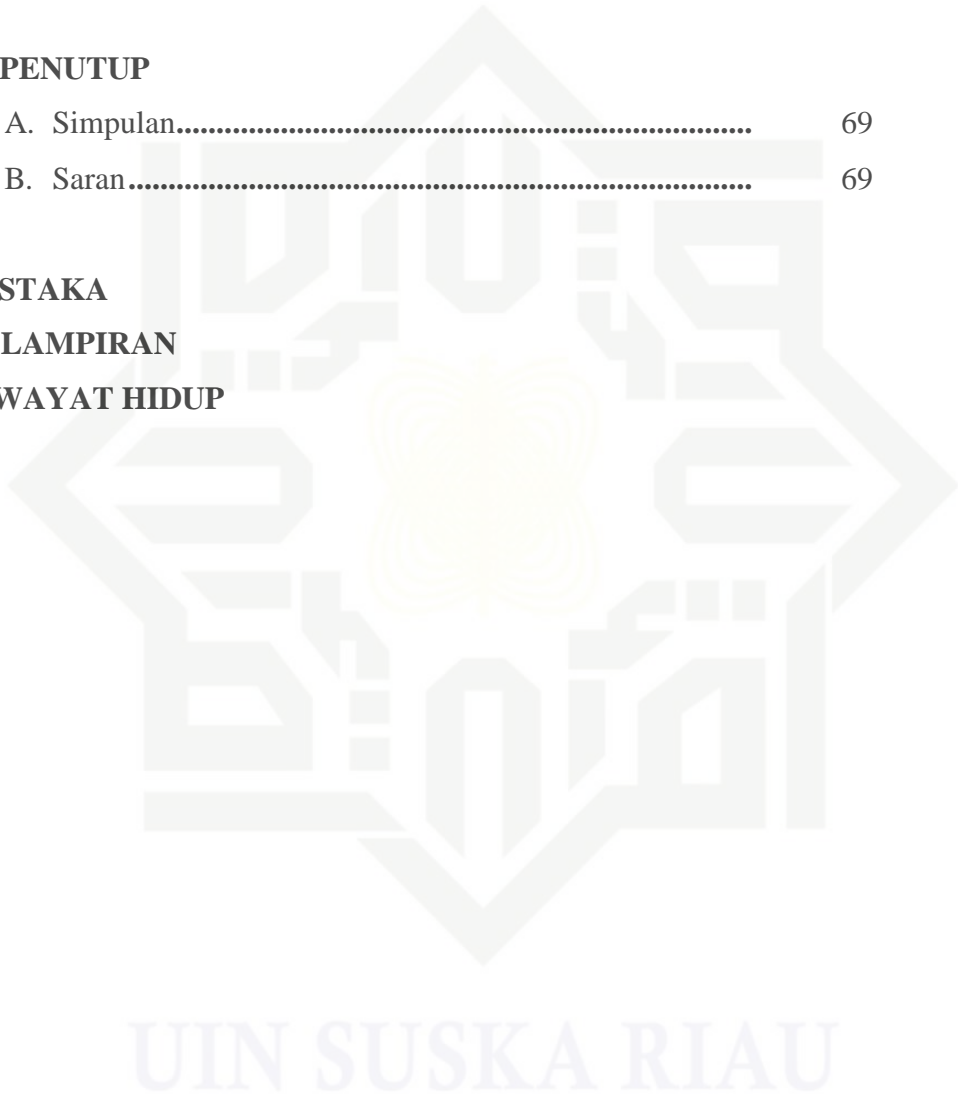 PENUTUP
A. Simpulan....................................................................... 69
B. Saran............................................................................. 69
STAKA
LAMPIRAN
WAYAT HIDUP
UIN SUSKA RIAU